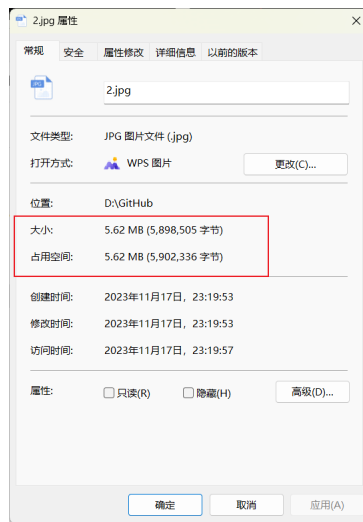 2.jpg 属性
常规 安全 属性修改 详细信息 以前的版本
JPG
2.jpg
文件类型: JPG 图片文件 (.jpg)
打开方式: WPS 图片 更改(C)...
位置: D:\GitHub
大小: 5.62 MB (5,898,505 字节)
占用空间: 5.62 MB (5,902,336 字节)
创建时间: 2023年11月17日，23:19:53
修改时间: 2023年11月17日，23:19:53
访问时间: 2023年11月17日，23:19:57
属性: 只读(R) 隐藏(H) 高级(D)...
确定 取消 应用(A)